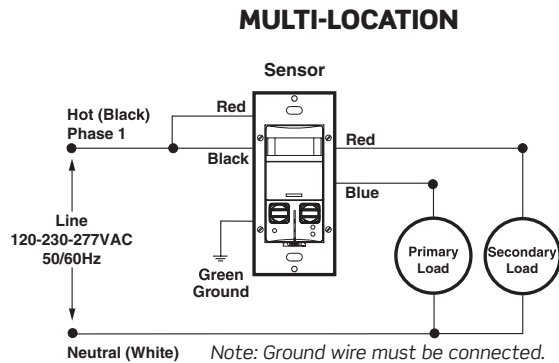 MULTI-LOCATION
Sensor
Hot (Black)
Phase 1
Red
Black
Red
Blue
Line
120-230-277VAC
50/60Hz
Green
Ground
Primary
Load
Secondary
Load
Neutral (White)
Note: Ground wire must be connected.